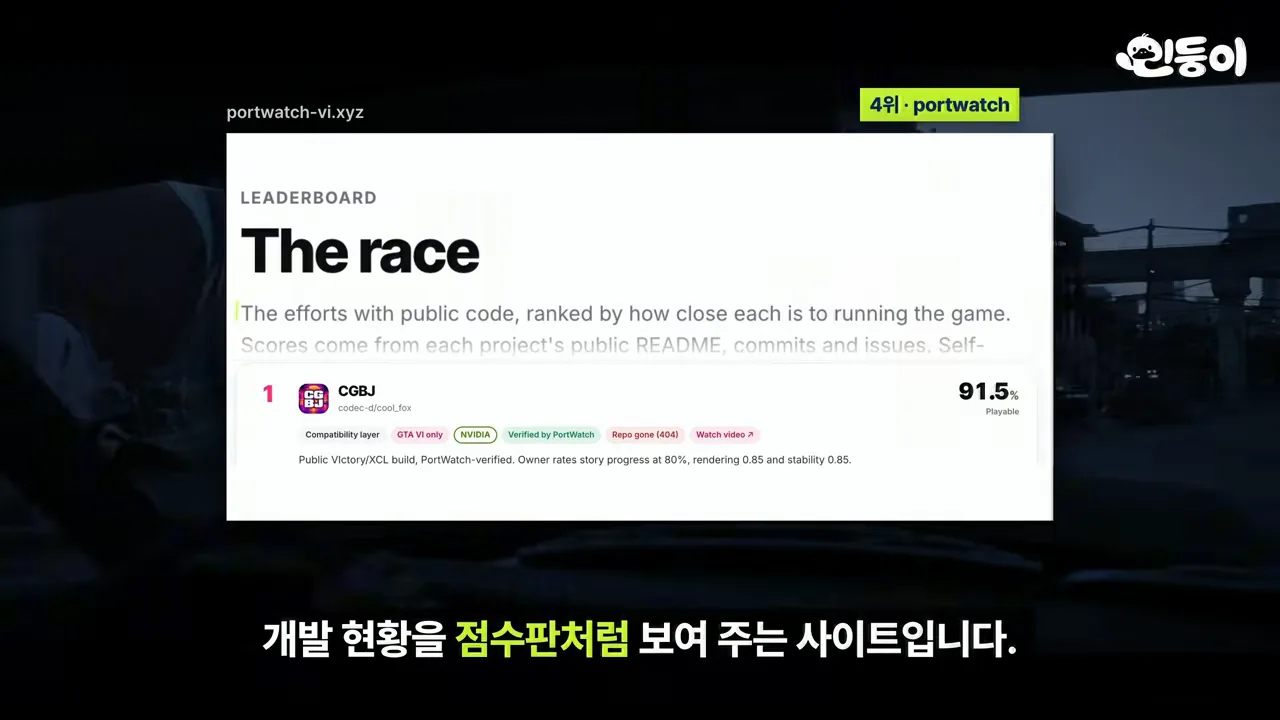 인둥이
4위 · portwatch
portwatch-vi.xyz
LEADERBOARD
The race
The efforts with public code, ranked by how close each is to running the game.
Scores come from each project's public README, commits and issues. Self-
1
CG
BJ
CGBJ
codec-d/cool_fox
91.5%
Playable
Compatibility layer
GTA VI only
NVIDIA
Verified by PortWatch
Repo gone (404)
Watch video ↗
Public VIctory/XCL build, PortWatch-verified. Owner rates story progress at 80%, rendering 0.85 and stability 0.85.
개발 현황을 점수판처럼 보여 주는 사이트입니다.